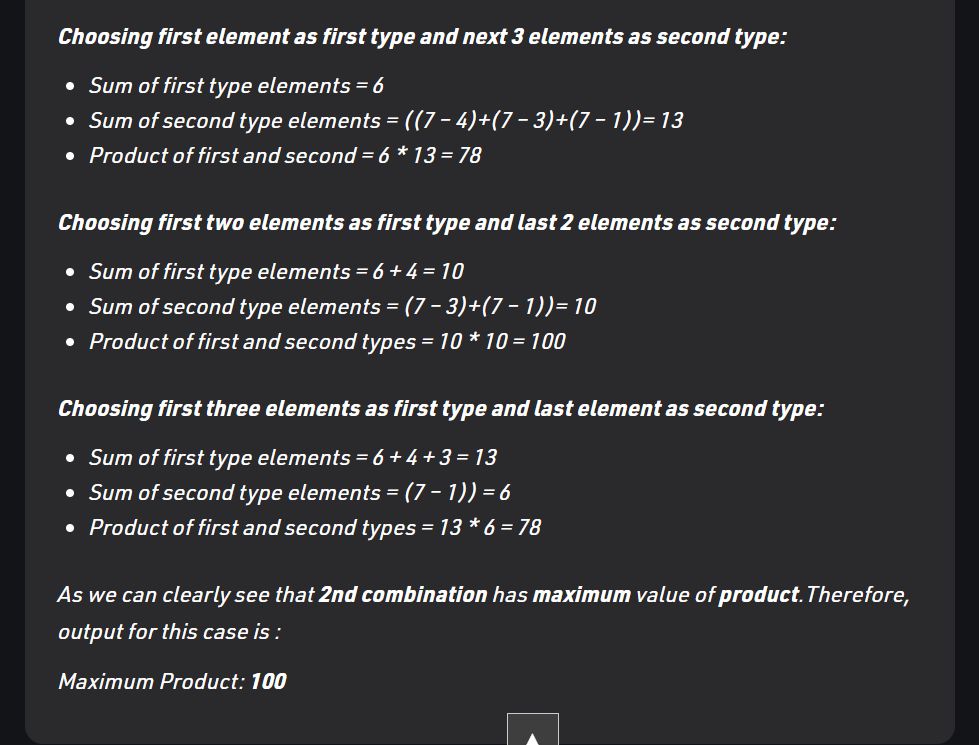 Choosing first element as first type and next 3 elements as second type:
• Sum of first type elements = 6
• Sum of second type elements = ((7 − 4)+(7 − 3)+(7 − 1))= 13
• Product of first and second = 6 * 13 = 78
Choosing first two elements as first type and last 2 elements as second type:
• Sum of first type elements = 6 + 4 = 10
• Sum of second type elements = (7 − 3)+(7 − 1))= 10
• Product of first and second types = 10 * 10 = 100
Choosing first three elements as first type and last element as second type:
• Sum of first type elements = 6 + 4 + 3 = 13
• Sum of second type elements = (7 − 1)) = 6
• Product of first and second types = 13 * 6 = 78
As we can clearly see that 2nd combination has maximum value of product.Therefore,
output for this case is :
Maximum Product: 100